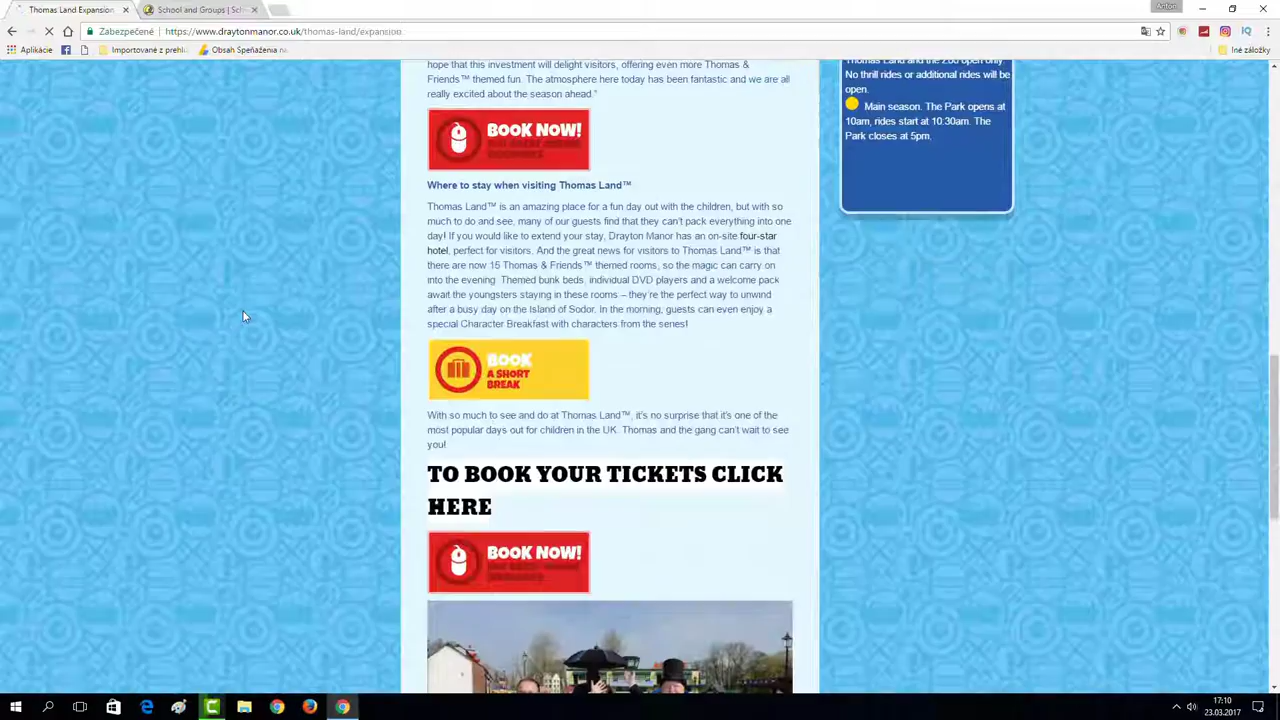 Thomas Land Expansion
School and Groups | Sch
Anton
Zabezpečené
https://www.draytonmanor.co.uk/thomas-land/expansion
Aplikácie
Importované z prehli
Obsah Speňaženia na
Iné záložky
hope that this investment will delight visitors, offering even more Thomas &
Friends™ themed fun. The atmosphere here today has been fantastic and we are all
really excited about the season ahead.”
BOOK NOW!
Where to stay when visiting Thomas Land™
Thomas Land™ is an amazing place for a fun day out with the children, but with so
much to do and see, many of our guests find that they can't pack everything into one
day! If you would like to extend your stay, Drayton Manor has an on-site four-star
hotel, perfect for visitors. And the great news for visitors to Thomas Land™ is that
there are now 15 Thomas & Friends™ themed rooms, so the magic can carry on
into the evening. Themed bunk beds, individual DVD players and a welcome pack
await the youngsters staying in these rooms – they're the perfect way to unwind
after a busy day on the Island of Sodor. In the morning, guests can even enjoy a
special Character Breakfast with characters from the series!
BOOK
A SHORT
BREAK
With so much to see and do at Thomas Land™, it's no surprise that it's one of the
most popular days out for children in the UK. Thomas and the gang can't wait to see
you!
TO BOOK YOUR TICKETS CLICK
HERE
BOOK NOW!
Thomas Land and the Zoo open only.
No thrill rides or additional rides will be
open.
Main season. The Park opens at
10am, rides start at 10:30am. The
Park closes at 5pm.
17:10
23.03.2017